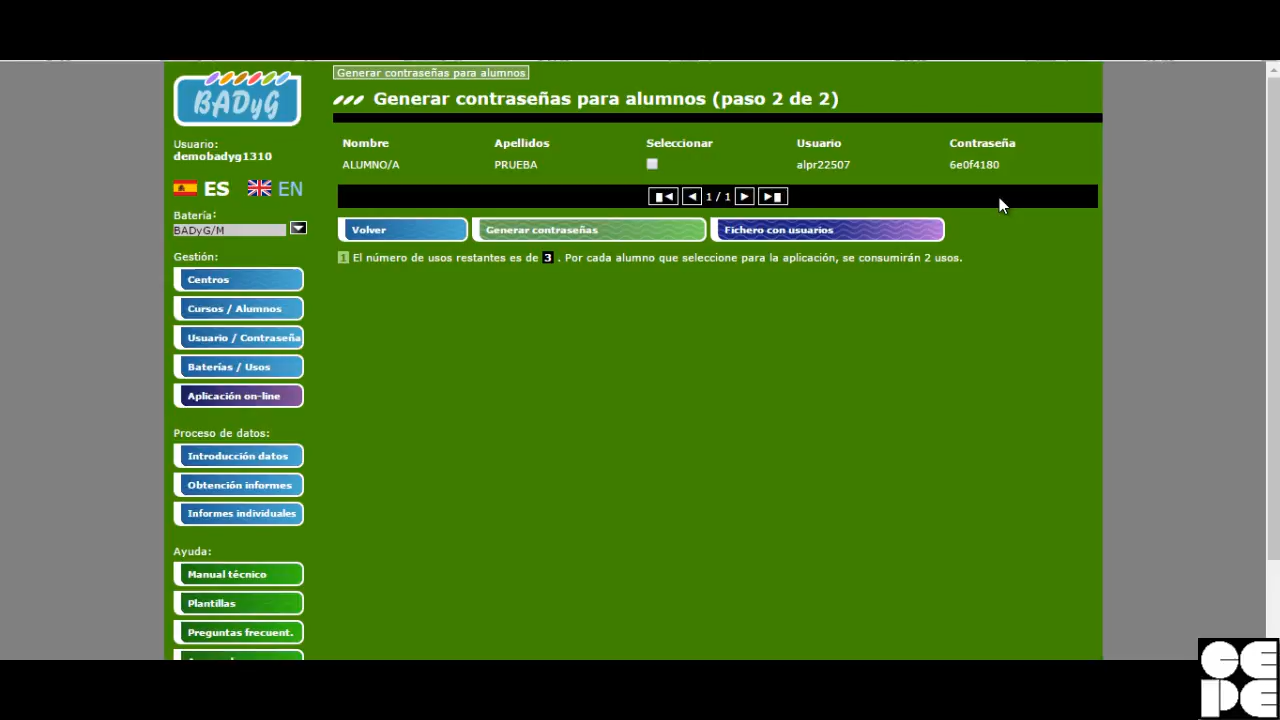 Generar contraseñas para alumnos
BADyG
Generar contraseñas para alumnos (paso 2 de 2)
Usuario:
demobadyg1310
ES EN
Batería:
BADyG/M
Gestión:
Centros
Cursos / Alumnos
Usuario / Contraseña
Baterías / Usos
Aplicación on-line
Proceso de datos:
Introducción datos
Obtención informes
Informes individuales
Ayuda:
Manual técnico
Plantillas
Preguntas frecuent.
Nombre Apellidos Seleccionar Usuario Contraseña
ALUMNO/A PRUEBA alpr22507 6e0f4180
1 / 1
Volver Generar contraseñas Fichero con usuarios
1 El número de usos restantes es de 3 . Por cada alumno que seleccione para la aplicación, se consumirán 2 usos.
CEPE